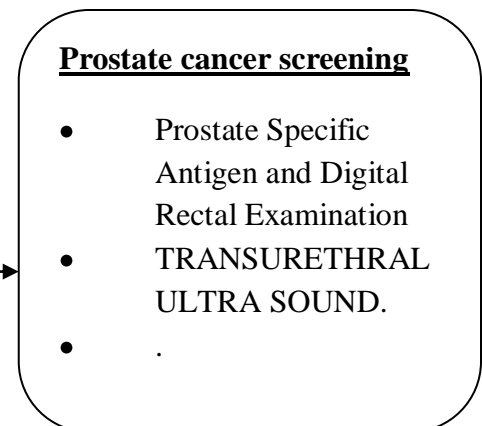 Prostate cancer screening
● Prostate Specific
Antigen and Digital
Rectal Examination
● TRANSURETHRAL
ULTRA SOUND.
● .